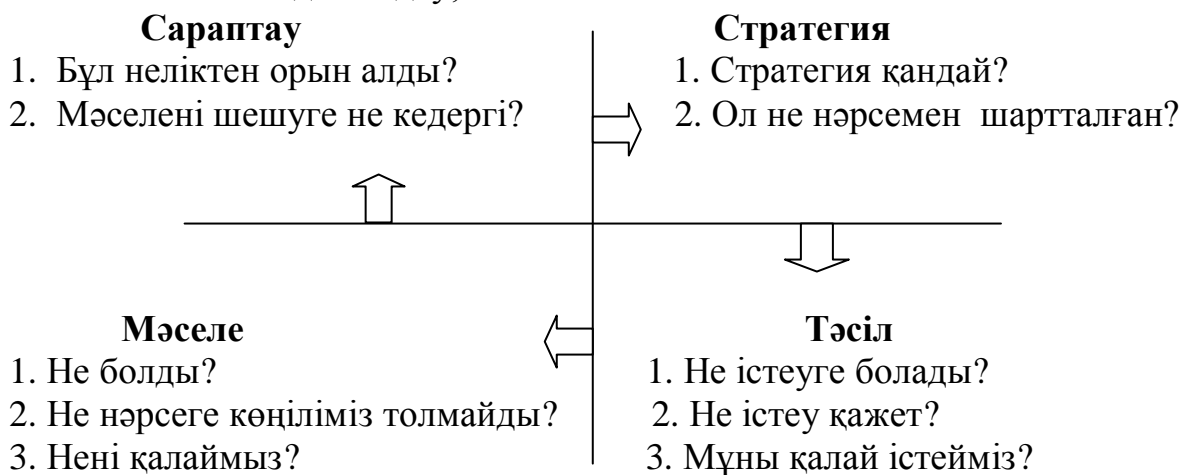 Сараптау
1. Бұл неліктен орын алды?
2. Мәселені шешуге не кедергі?
Стратегия
1. Стратегия қандай?
2. Ол не нәрсемен шартталған?
Мәселе
1. Не болды?
2. Не нәрсеге көңіліміз толмайды?
3. Нені қалаймыз?
Тәсіл
1. Не істеуге болады?
2. Не істеу қажет?
3. Мұны қалай істейміз?